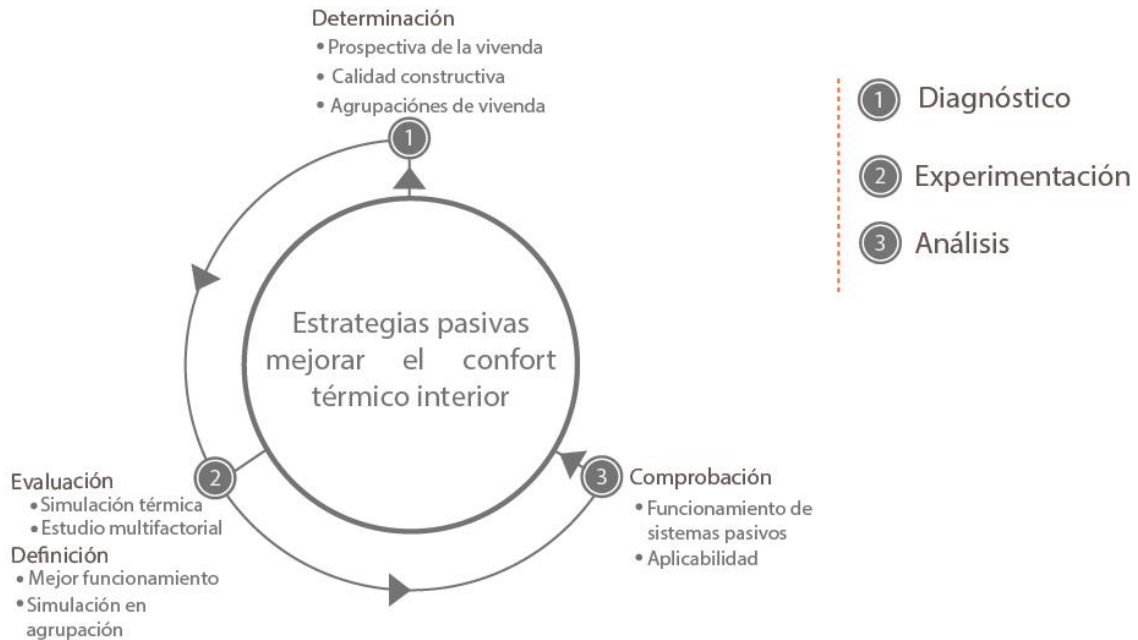 Determinación
• Prospectiva de la vivenda
• Calidad constructiva
• Agrupaciónes de vivenda
1
1 Diagnóstico
2 Experimentación
3 Análisis
Estrategias pasivas
mejorar el confort
térmico interior
2
Evaluación
• Simulación térmica
• Estudio multifactorial
Definición
• Mejor funcionamiento
• Simulación en
agrupación
3
Comprobación
• Funcionamiento de
sistemas pasivos
• Aplicabilidad